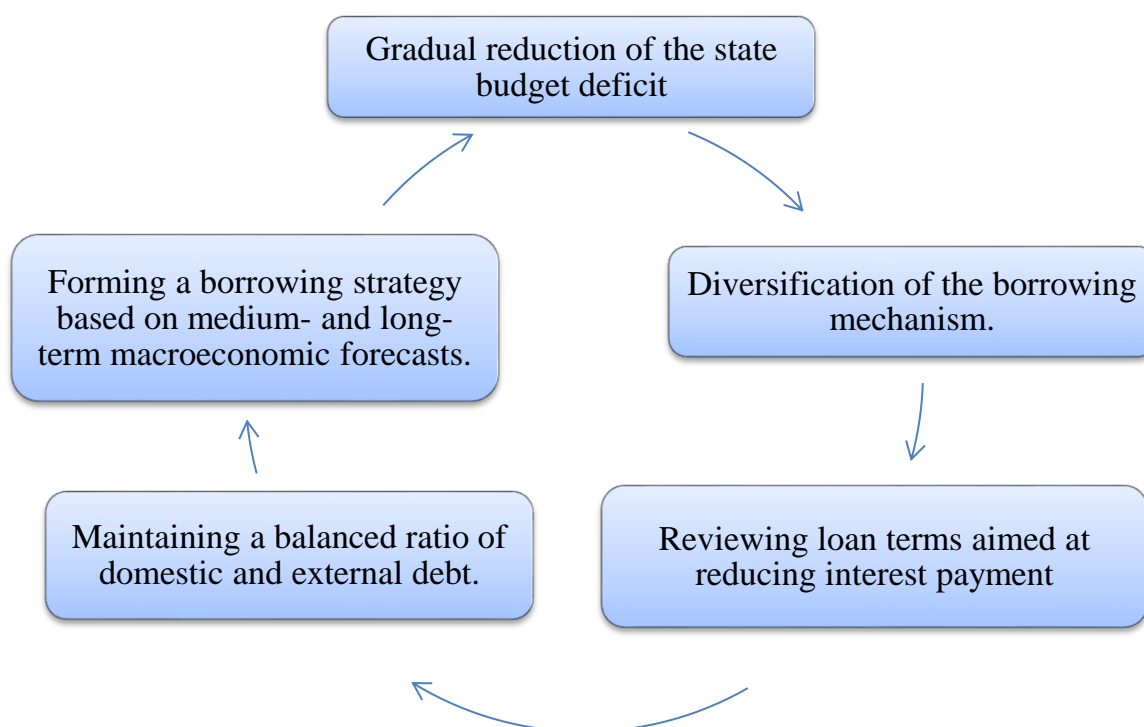 Gradual reduction of the state
budget deficit
Diversification of the borrowing
mechanism.
Reviewing loan terms aimed at
reducing interest payment
Maintaining a balanced ratio of
domestic and external debt.
Forming a borrowing strategy
based on medium- and long-
term macroeconomic forecasts.